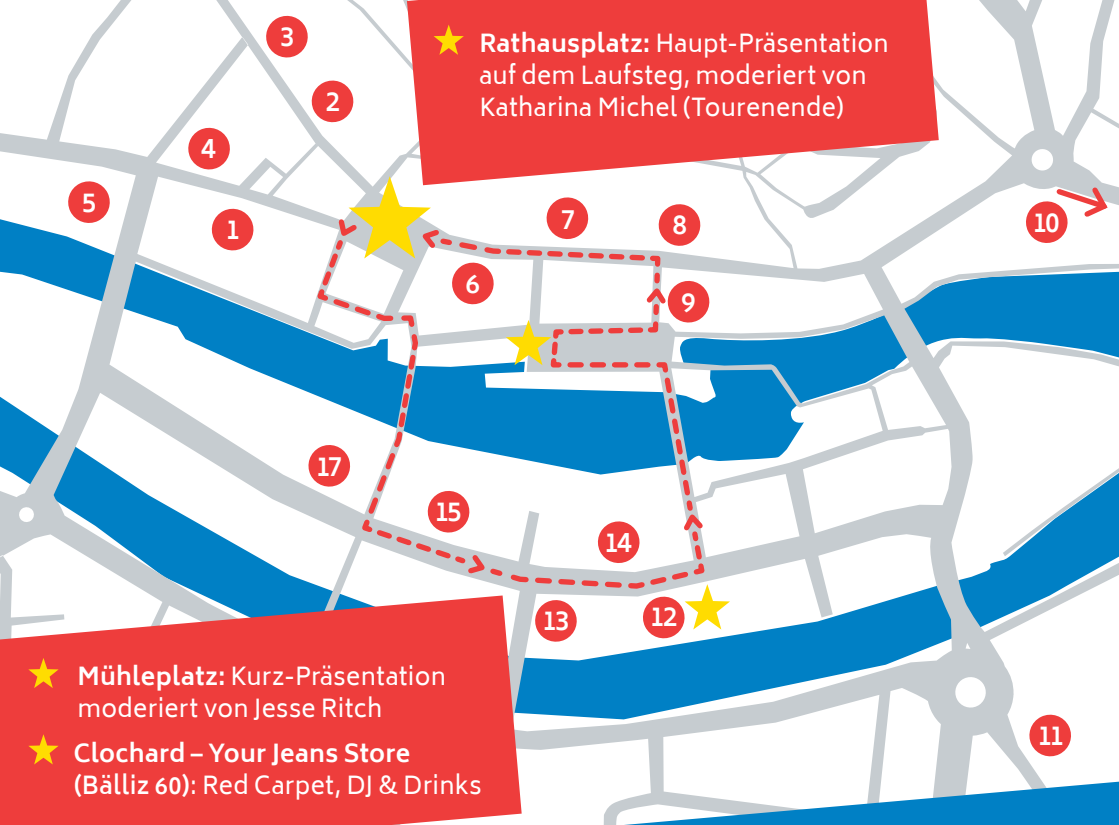 3
Rathausplatz: Haupt-Präsentation
auf dem Laufsteg, moderiert von
Katharina Michel (Tourenende)
2
4
5
1
7
8
10
6
9
17
15
14
13
12
Mühleplatz: Kurz-Präsentation
moderiert von Jesse Ritch
Clochard – Your Jeans Store
(Bälliz 60): Red Carpet, DJ & Drinks
11